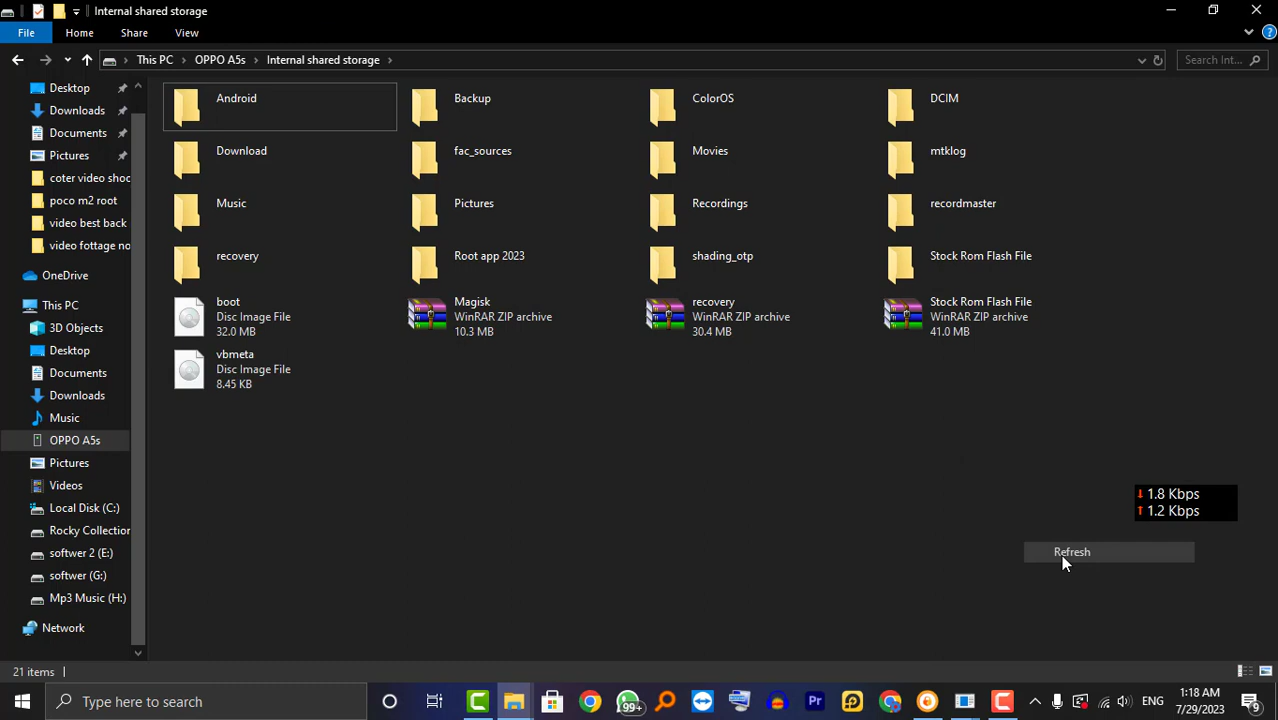 Internal shared storage
File Home Share View
This PC OPPO A5s Internal shared storage
Search Int...
Desktop
Downloads
Documents
Pictures
coter video shoo
poco m2 root
video best back
video fottage no
OneDrive
This PC
3D Objects
Desktop
Documents
Downloads
Music
OPPO A5s
Pictures
Videos
Local Disk (C:)
Rocky Collection
softwer 2 (E:)
softwer (G:)
Mp3 Music (H:)
Network
Android
Backup
ColorOS
DCIM
Download
fac_sources
Movies
mtklog
Music
Pictures
Recordings
recordmaster
recovery
Root app 2023
shading_otp
Stock Rom Flash File
boot
Disc Image File
32.0 MB
Magisk
WinRAR ZIP archive
10.3 MB
recovery
WinRAR ZIP archive
30.4 MB
Stock Rom Flash File
WinRAR ZIP archive
41.0 MB
vbmeta
Disc Image File
8.45 KB
1.8 Kbps
1.2 Kbps
Refresh
21 items
Type here to search
99+
Pr
ENG
1:18 AM
7/29/2023
9